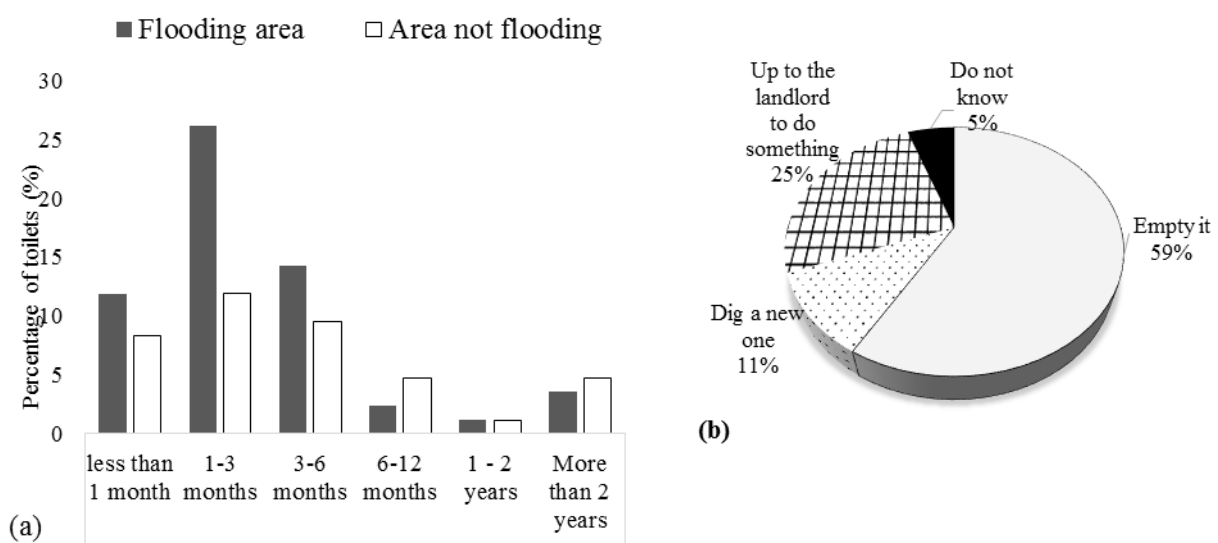 Flooding area
Area not flooding
Percentage of toilets (%)
30
25
20
15
10
5
0
less than
1 month
1-3
months
3-6
months
6-12
months
1 - 2
years
More
than 2
years
(a)
Up to the
landlord
to do
something
25%
Do not
know
5%
Empty it
59%
Dig a new
one
11%
(b)